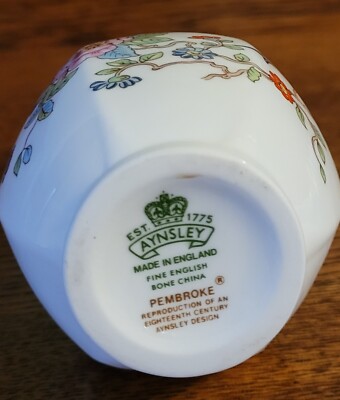 EST. 1775
AYNSLEY
MADE IN ENGLAND
FINE ENGLISH
BONE CHINA
PEMBROKE ®
REPRODUCTION OF AN
EIGHTEENTH CENTURY
AYNSLEY DESIGN